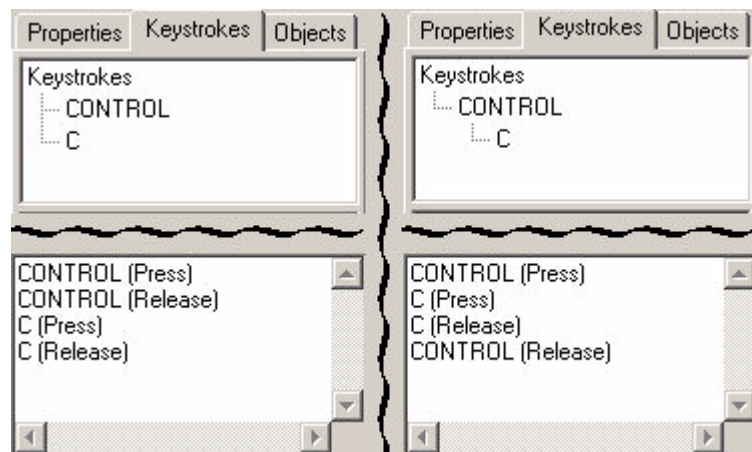 Properties Keystrokes Objects
Keystrokes
CONTROL
C
CONTROL (Press)
CONTROL (Release)
C (Press)
C (Release)
Properties Keystrokes Objects
Keystrokes
CONTROL
C
CONTROL (Press)
C (Press)
C (Release)
CONTROL (Release)